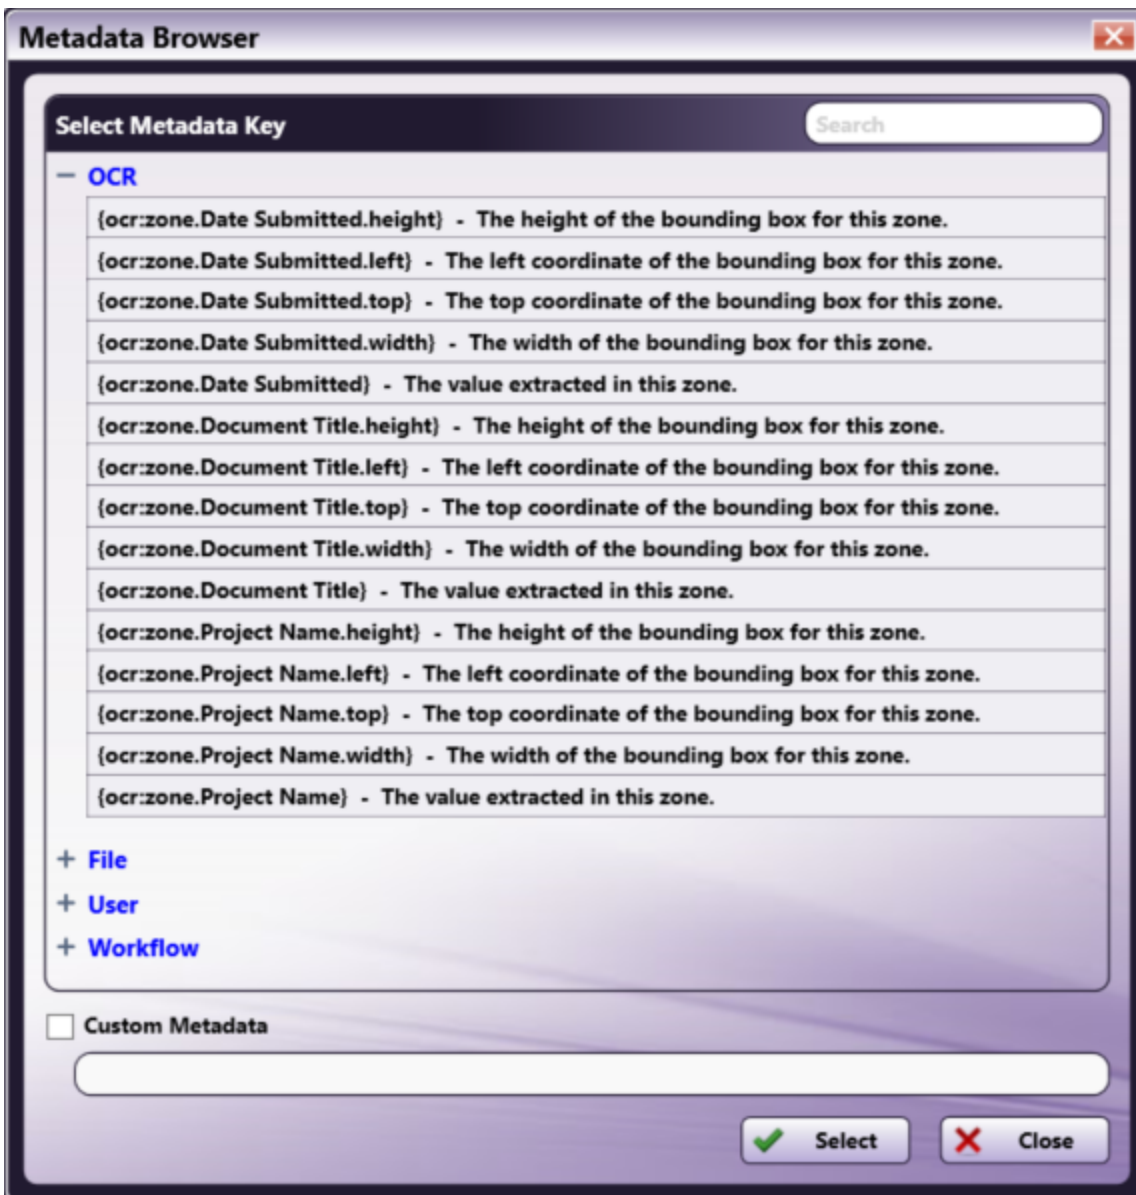 Metadata Browser
Select Metadata Key
Search
OCR
{ocr:zone.Date Submitted.height} - The height of the bounding box for this zone.
{ocr:zone.Date Submitted.left} - The left coordinate of the bounding box for this zone.
{ocr:zone.Date Submitted.top} - The top coordinate of the bounding box for this zone.
{ocr:zone.Date Submitted.width} - The width of the bounding box for this zone.
{ocr:zone.Date Submitted} - The value extracted in this zone.
{ocr:zone.Document Title.height} - The height of the bounding box for this zone.
{ocr:zone.Document Title.left} - The left coordinate of the bounding box for this zone.
{ocr:zone.Document Title.top} - The top coordinate of the bounding box for this zone.
{ocr:zone.Document Title.width} - The width of the bounding box for this zone.
{ocr:zone.Document Title} - The value extracted in this zone.
{ocr:zone.Project Name.height} - The height of the bounding box for this zone.
{ocr:zone.Project Name.left} - The left coordinate of the bounding box for this zone.
{ocr:zone.Project Name.top} - The top coordinate of the bounding box for this zone.
{ocr:zone.Project Name.width} - The width of the bounding box for this zone.
{ocr:zone.Project Name} - The value extracted in this zone.
File
User
Workflow
Custom Metadata
Select
Close